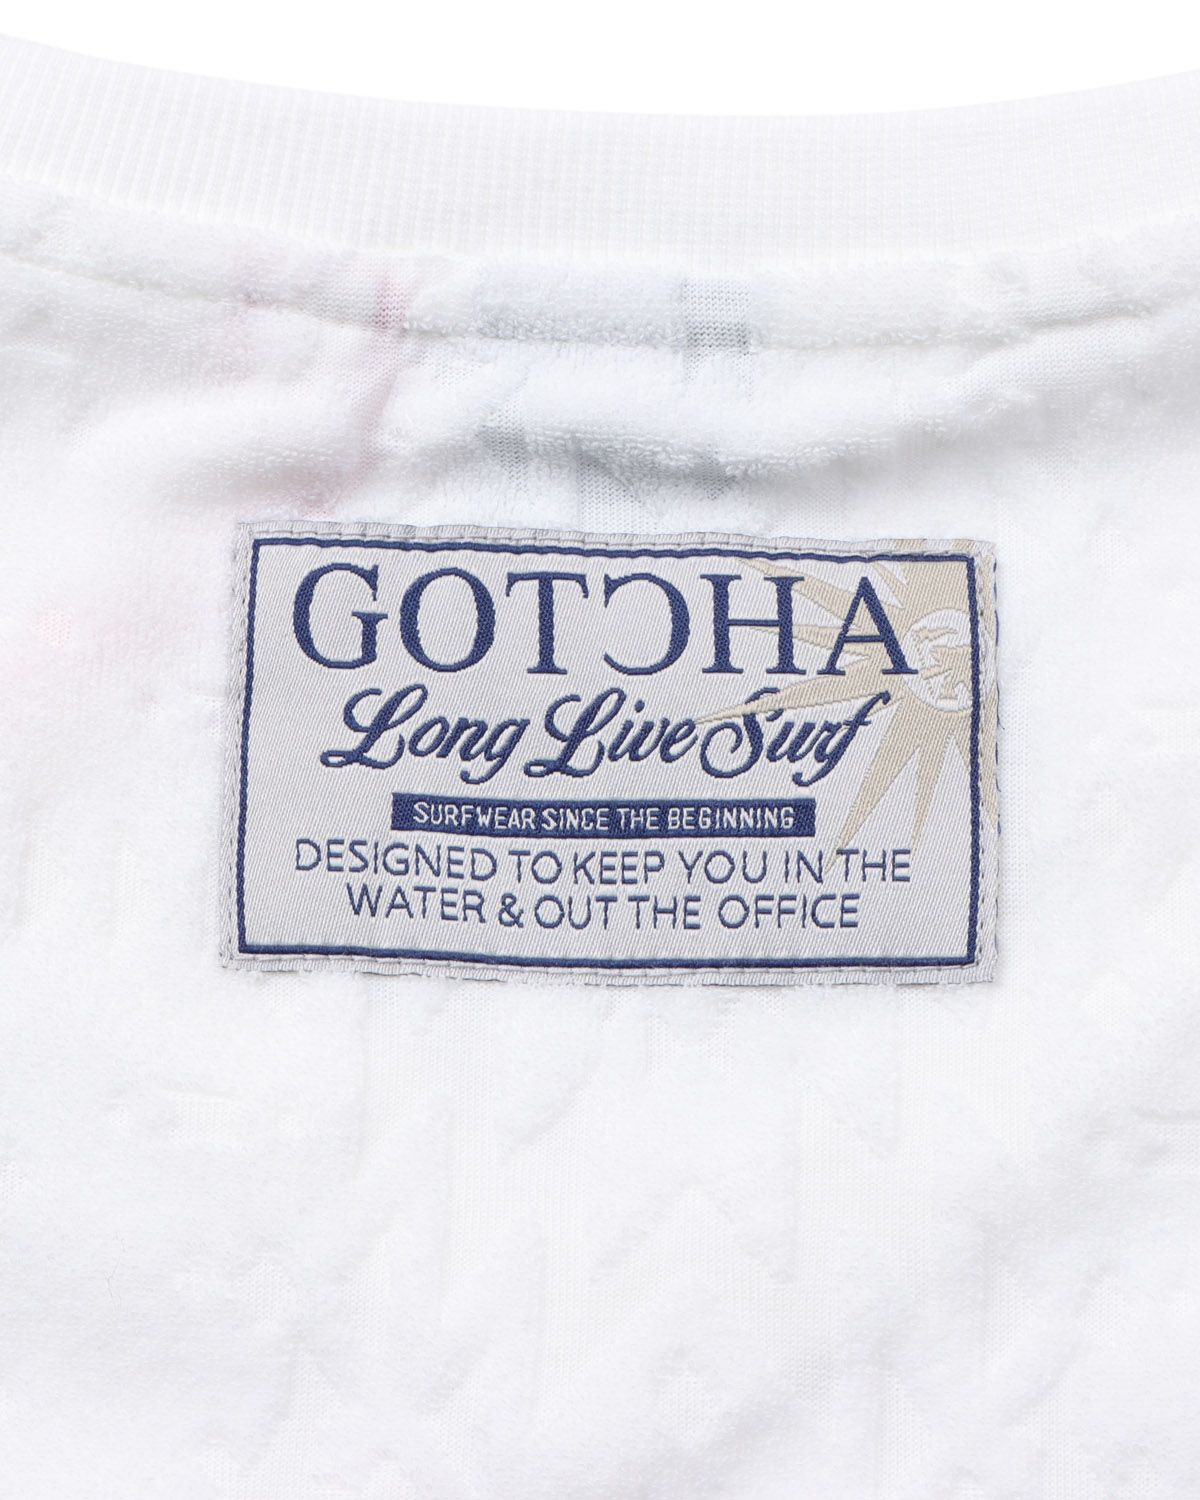 GOTCHA
Long Live Surf
SURFWEAR SINCE THE BEGINNING
DESIGNED TO KEEP YOU IN THE
WATER & OUT THE OFFICE